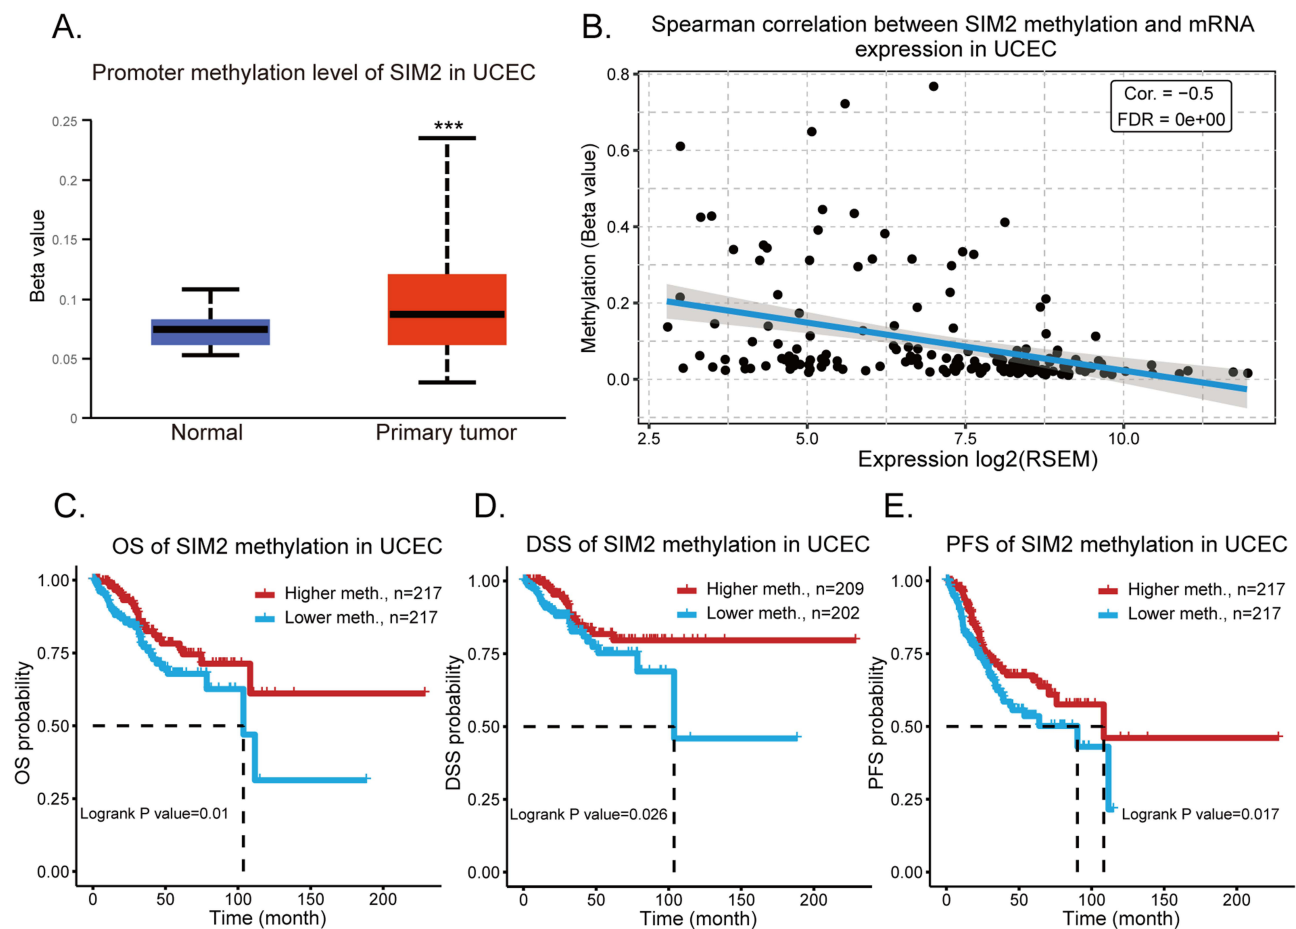 A.
Promoter methylation level of SIM2 in UCEC
***
0.25
0.2
0.15
0.1
0.05
0
Beta value
Normal
Primary tumor
B.
Spearman correlation between SIM2 methylation and mRNA
expression in UCEC
Cor. = −0.5
FDR = 0e+00
0.8
0.6
0.4
0.2
0.0
Methylation (Beta value)
2.5
5.0
7.5
10.0
Expression log2(RSEM)
C.
OS of SIM2 methylation in UCEC
Higher meth., n=217
Lower meth., n=217
1.00
0.75
0.50
0.25
0.00
OS probability
Logrank P value=0.01
0
50
100
150
200
Time (month)
D.
DSS of SIM2 methylation in UCEC
Higher meth., n=209
Lower meth., n=202
1.00
0.75
0.50
0.25
0.00
DSS probability
Logrank P value=0.026
0
50
100
150
200
Time (month)
E.
PFS of SIM2 methylation in UCEC
Higher meth., n=217
Lower meth., n=217
1.00
0.75
0.50
0.25
0.00
PFS probability
Logrank P value=0.017
0
50
100
150
200
Time (month)